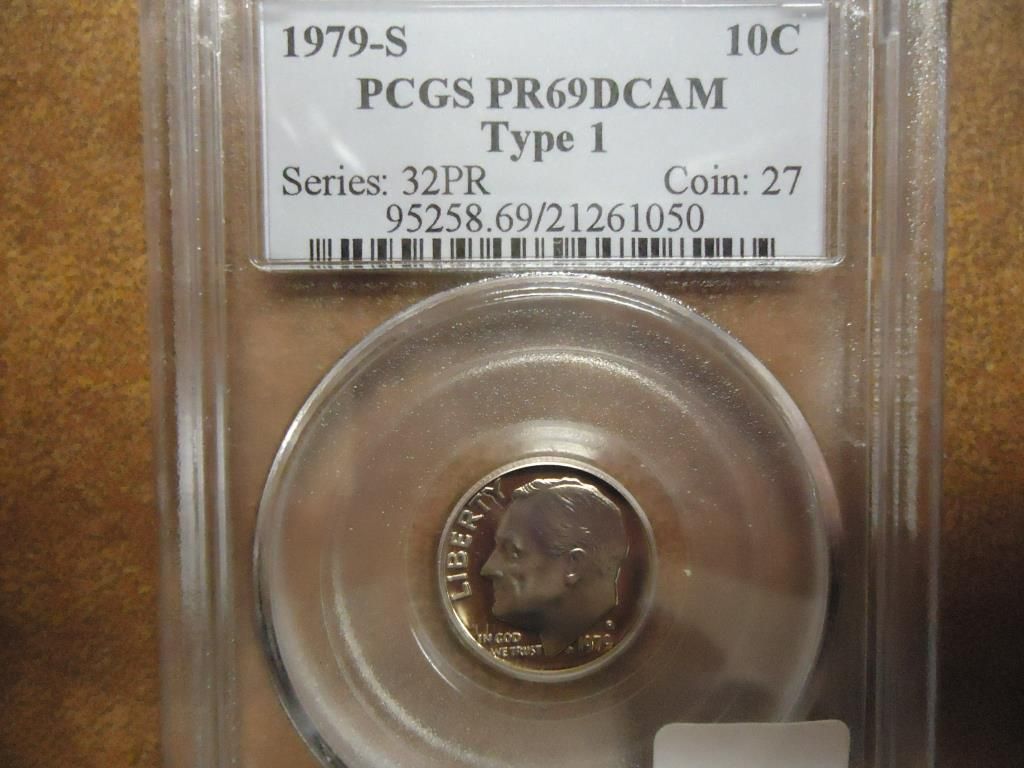 1979-S 10C
PCGS PR69DCAM
Type 1
Series: 32PR Coin: 27
95258.69/21261050
LIBERTY
IN GOD
WE TRUST
1979